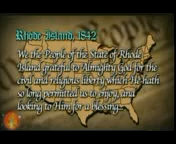 Rhode Island, 1842
We the People of the State of Rhode
Island grateful to Almighty God for the
civil and religious liberty which He hath
so long permitted us to enjoy, and
looking to Him for a blessing...